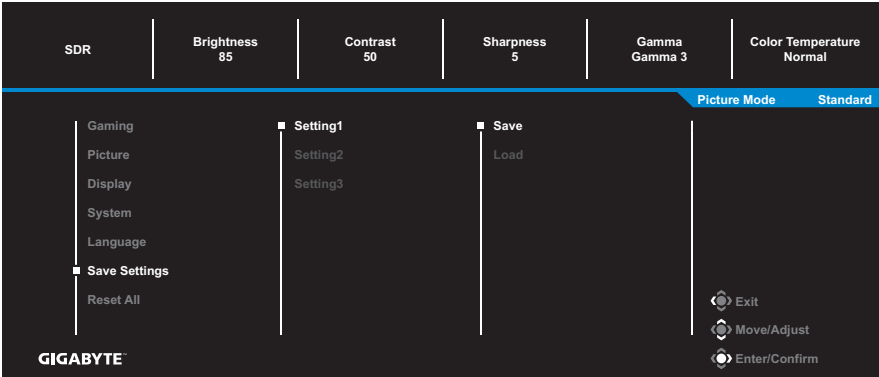 SDR
Brightness
85
Contrast
50
Sharpness
5
Gamma
Gamma 3
Color Temperature
Normal
Picture Mode Standard
Gaming
Picture
Display
System
Language
Save Settings
Reset All
Setting1
Setting2
Setting3
Save
Load
Exit
Move/Adjust
Enter/Confirm
GIGABYTE™